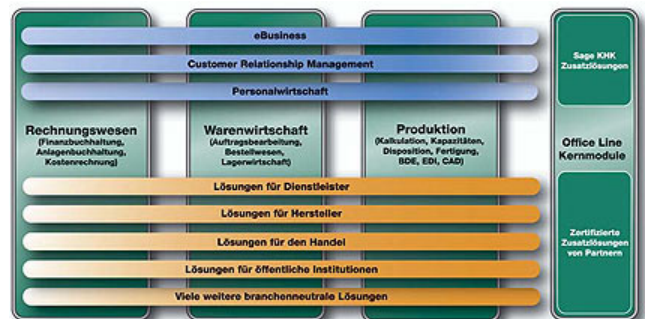 eBusiness
Customer Relationship Management
Personalwirtschaft
Rechnungswesen
(Finanzbuchhaltung,
Anlagenbuchhaltung,
Kostenrechnung)
Warenwirtschaft
(Auftragsbearbeitung,
Bestellwesen,
Lagerwirtschaft)
Produktion
(Kalkulation, Kapazitäten,
Disposition, Fertigung,
BDE, EDI, CAD)
Lösungen für Dienstleister
Lösungen für Hersteller
Lösungen für den Handel
Lösungen für öffentliche Institutionen
Viele weitere branchenneutrale Lösungen
Sage KHK
Zusatzlösungen
Office Line
Kernmodule
Zertifizierte
Zusatzlösungen
von Partnern